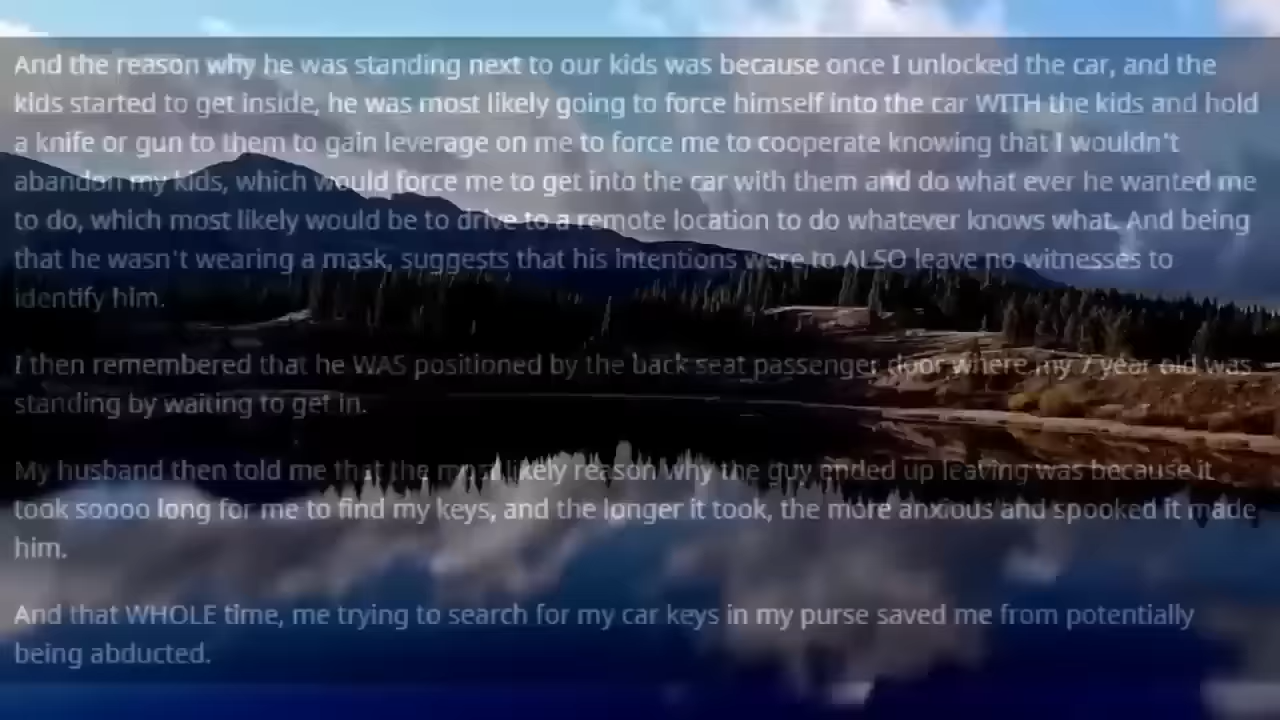 And the reason why he was standing next to our kids was because once I unlocked the car, and the
kids started to get inside, he was most likely going to force himself into the car WITH the kids and hold
a knife or gun to them to gain leverage on me to force me to cooperate knowing that I wouldn't
abandon my kids, which would force me to get into the car with them and do what ever he wanted me
to do, which most likely would be to drive to a remote location to do whatever knows what. And being
that he wasn't wearing a mask, suggests that his intentions were to ALSO leave no witnesses to
identify him.
I then remembered that he WAS positioned by the back seat passenger door where my 7 year old was
standing by waiting to get in.
My husband then told me that the most likely reason why the guy ended up leaving was because it
took soooo long for me to find my keys, and the longer it took, the more anxious and spooked it made
him.
And that WHOLE time, me trying to search for my car keys in my purse saved me from potentially
being abducted.